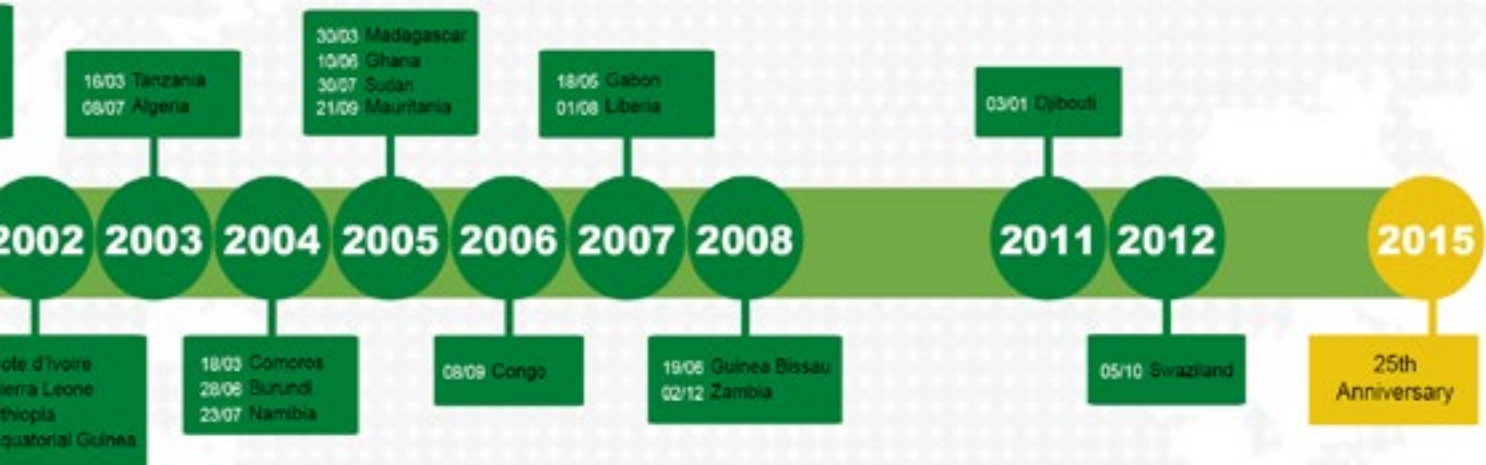 30/03 Madagascar
10/06 Ghana
30/07 Sudan
21/09 Mauritania
16/03 Tanzania
08/07 Algeria
18/05 Gabon
01/08 Liberia
03/01 Djibouti
2002 2003 2004 2005 2006 2007 2008 2011 2012 2015
ote d'Ivoire
ierra Leone
thiopia
quatorial Guinea
18/03 Comoros
28/06 Burundi
23/07 Namibia
08/09 Congo
19/06 Guinea Bissau
02/12 Zambia
05/10 Swaziland
25th
Anniversary